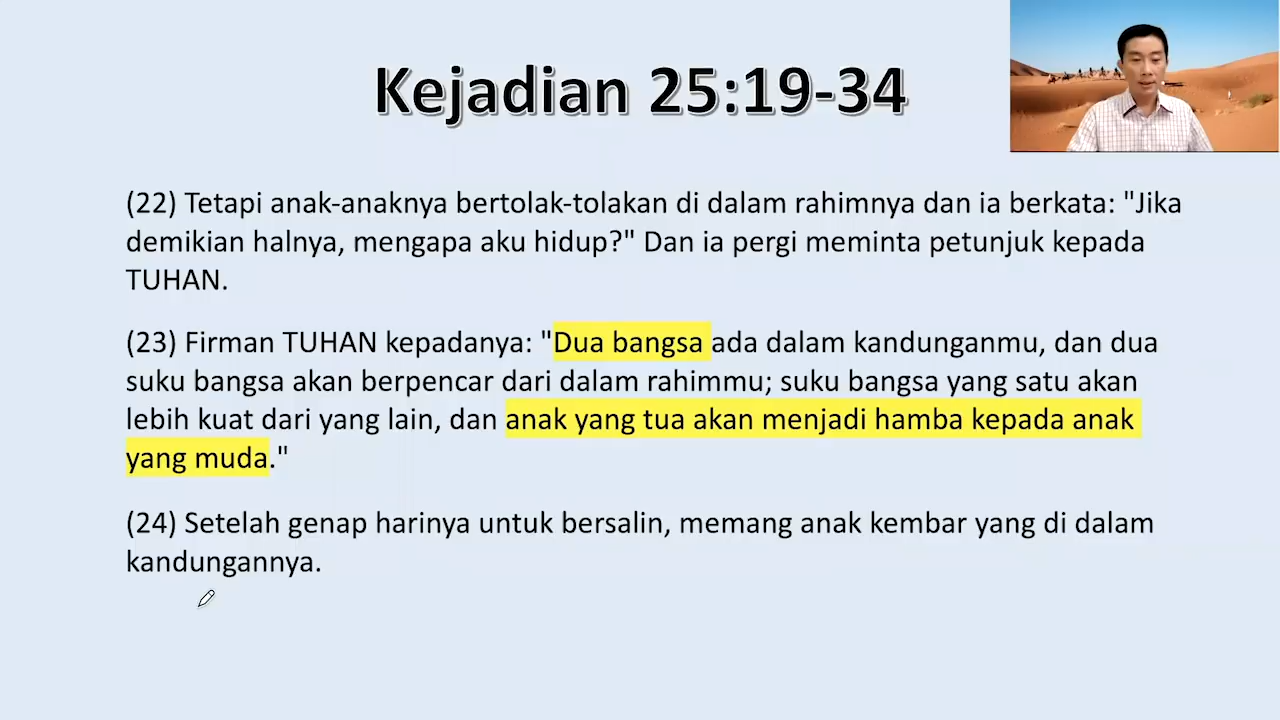 Kejadian 25:19-34
(22) Tetapi anak-anaknya bertolak-tolakan di dalam rahimnya dan ia berkata: "Jika
demikian halnya, mengapa aku hidup?" Dan ia pergi meminta petunjuk kepada
TUHAN.
(23) Firman TUHAN kepadanya: "Dua bangsa ada dalam kandunganmu, dan dua
suku bangsa akan berpencar dari dalam rahimmu; suku bangsa yang satu akan
lebih kuat dari yang lain, dan anak yang tua akan menjadi hamba kepada anak
yang muda."
(24) Setelah genap harinya untuk bersalin, memang anak kembar yang di dalam
kandungannya.